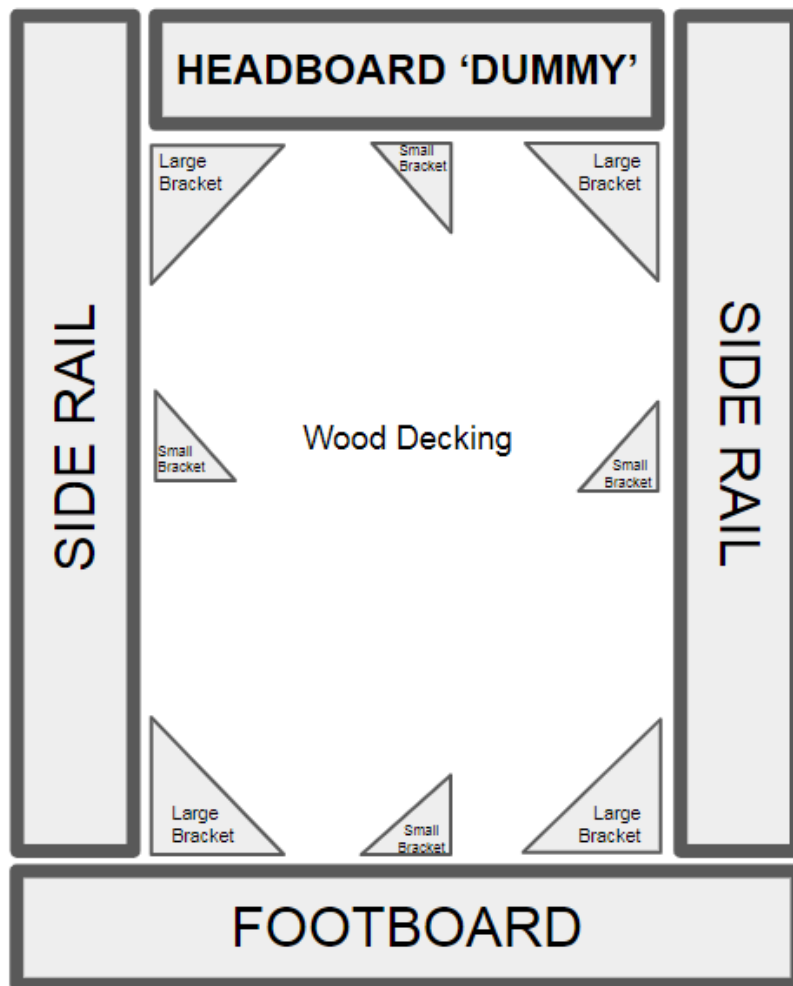 HEADBOARD ‘DUMMY’
Large
Bracket
Small
Bracket
Large
Bracket
SIDE RAIL
SIDE RAIL
Wood Decking
Small
Bracket
Small
Bracket
Large
Bracket
Small
Bracket
Large
Bracket
FOOTBOARD